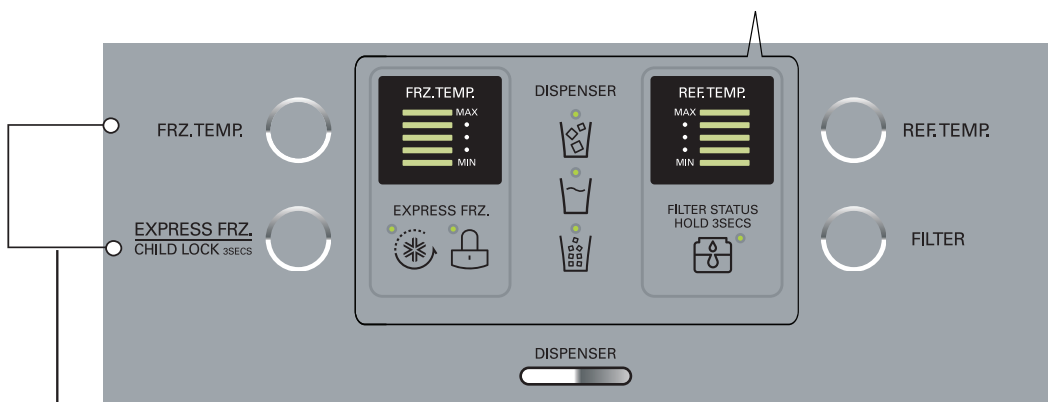 FRZ.TEMP.
EXPRESS FRZ.
CHILD LOCK 3SECS
FRZ.TEMP.
MAX
MIN
EXPRESS FRZ.
DISPENSER
REF.TEMP.
MAX
MIN
FILTER STATUS
HOLD 3SECS
REF.TEMP.
FILTER
DISPENSER